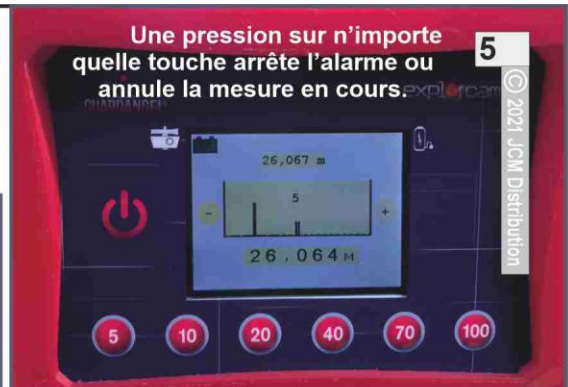 Une pression sur n’importe
quelle touche arrête l’alarme ou
annule la mesure en cours.
5
explorcam
© 2021 JCM Distribution
26,067 m
5
- +
26,064 M
5 10 20 40 70 100